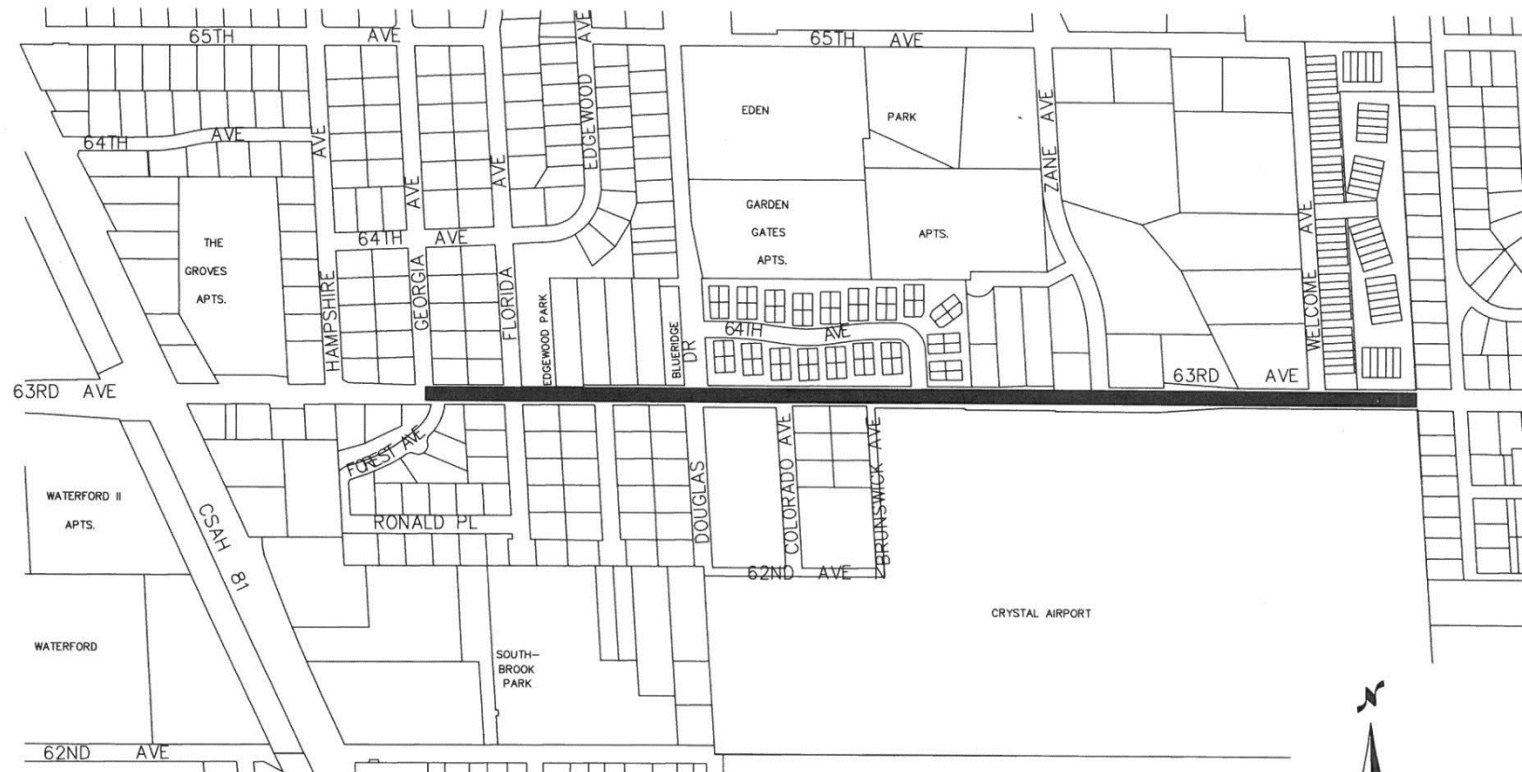 65TH AVE
65TH AVE
EDGEWOOD AVE
EDEN
PARK
64TH AVE
HAMPSHIRE AVE
GEORGIA AVE
FLORIDA AVE
ZANE AVE
WELCOME AVE
THE
GROVES
APTS.
64TH AVE
GARDEN
GATES
APTS.
APTS.
EDGEWOOD PARK
BLUERIDGE
DR
64TH AVE
63RD AVE
63RD AVE
FOREST AVE
RONALD PL
DOUGLAS
COLORADO AVE
BRUNSWICK AVE
WATERFORD II
APTS.
CSAH 81
62ND AVE N
CRYSTAL AIRPORT
WATERFORD
SOUTH-
BROOK
PARK
62ND AVE
N